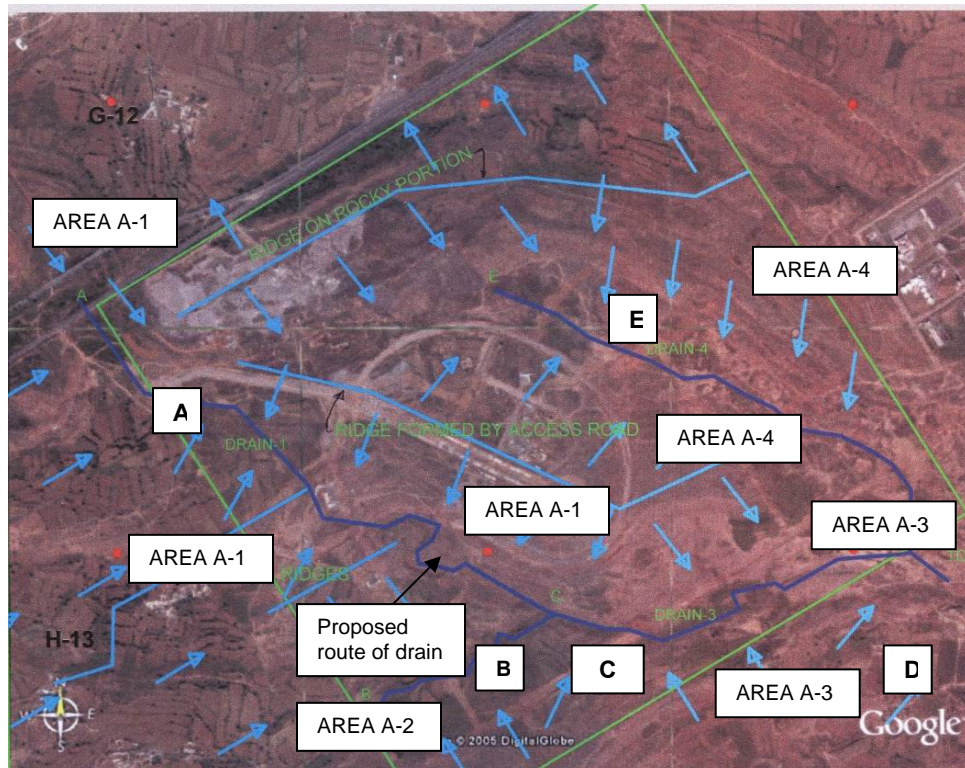 G-12
AREA A-1
RIDGE ON ROCKY PORTION
AREA A-4
A
E
E
DRAIN-4
A
DRAIN-1
RIDGE FORMED BY ACCESS ROAD
AREA A-4
AREA A-1
AREA A-3
AREA A-1
RIDGES
H-13
Proposed
route of drain
C
DRAIN-3
B
C
D
AREA A-3
B
AREA A-2
N
W
E
S
© 2005 DigitalGlobe
Google